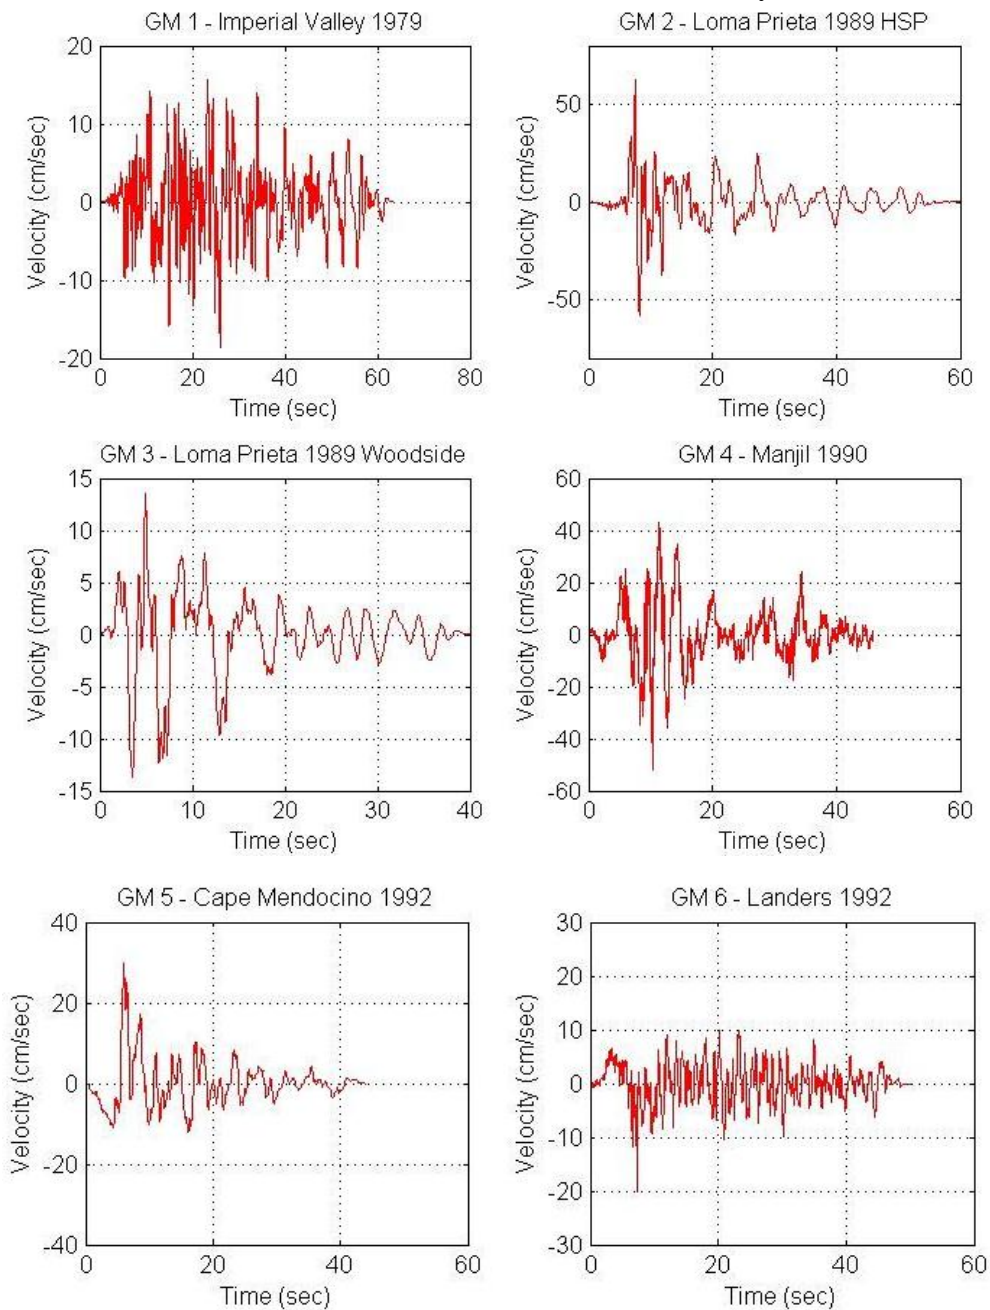 GM 1 - Imperial Valley 1979
20
10
0
-10
-20
Velocity (cm/sec)
0 20 40 60 80
Time (sec)
GM 2 - Loma Prieta 1989 HSP
50
0
-50
Velocity (cm/sec)
0 20 40 60
Time (sec)
GM 3 - Loma Prieta 1989 Woodside
15
10
5
0
-5
-10
-15
Velocity (cm/sec)
0 10 20 30 40
Time (sec)
GM 4 - Manjil 1990
60
40
20
0
-20
-40
-60
Velocity (cm/sec)
0 20 40 60
Time (sec)
GM 5 - Cape Mendocino 1992
40
20
0
-20
-40
Velocity (cm/sec)
0 20 40 60
Time (sec)
GM 6 - Landers 1992
30
20
10
0
-10
-20
-30
Velocity (cm/sec)
0 20 40 60
Time (sec)